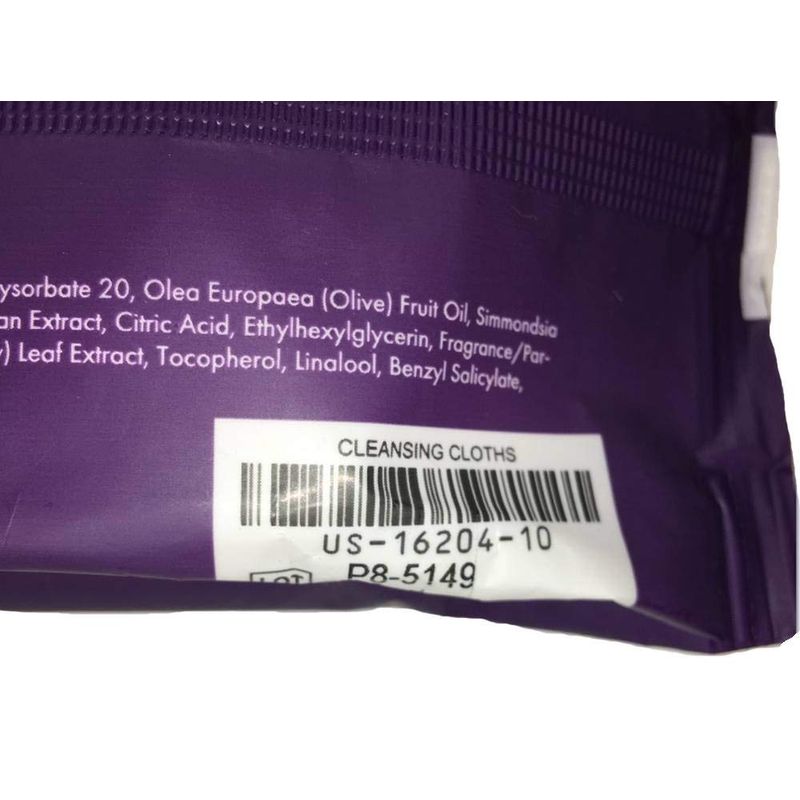 ysorbate 20, Olea Europaea (Olive) Fruit Oil, Simmondsia
an Extract, Citric Acid, Ethylhexylglycerin, Fragrance/Par-
) Leaf Extract, Tocopherol, Linalool, Benzyl Salicylate,
CLEANSING CLOTHS
US-16204-10
LOT P8-5149